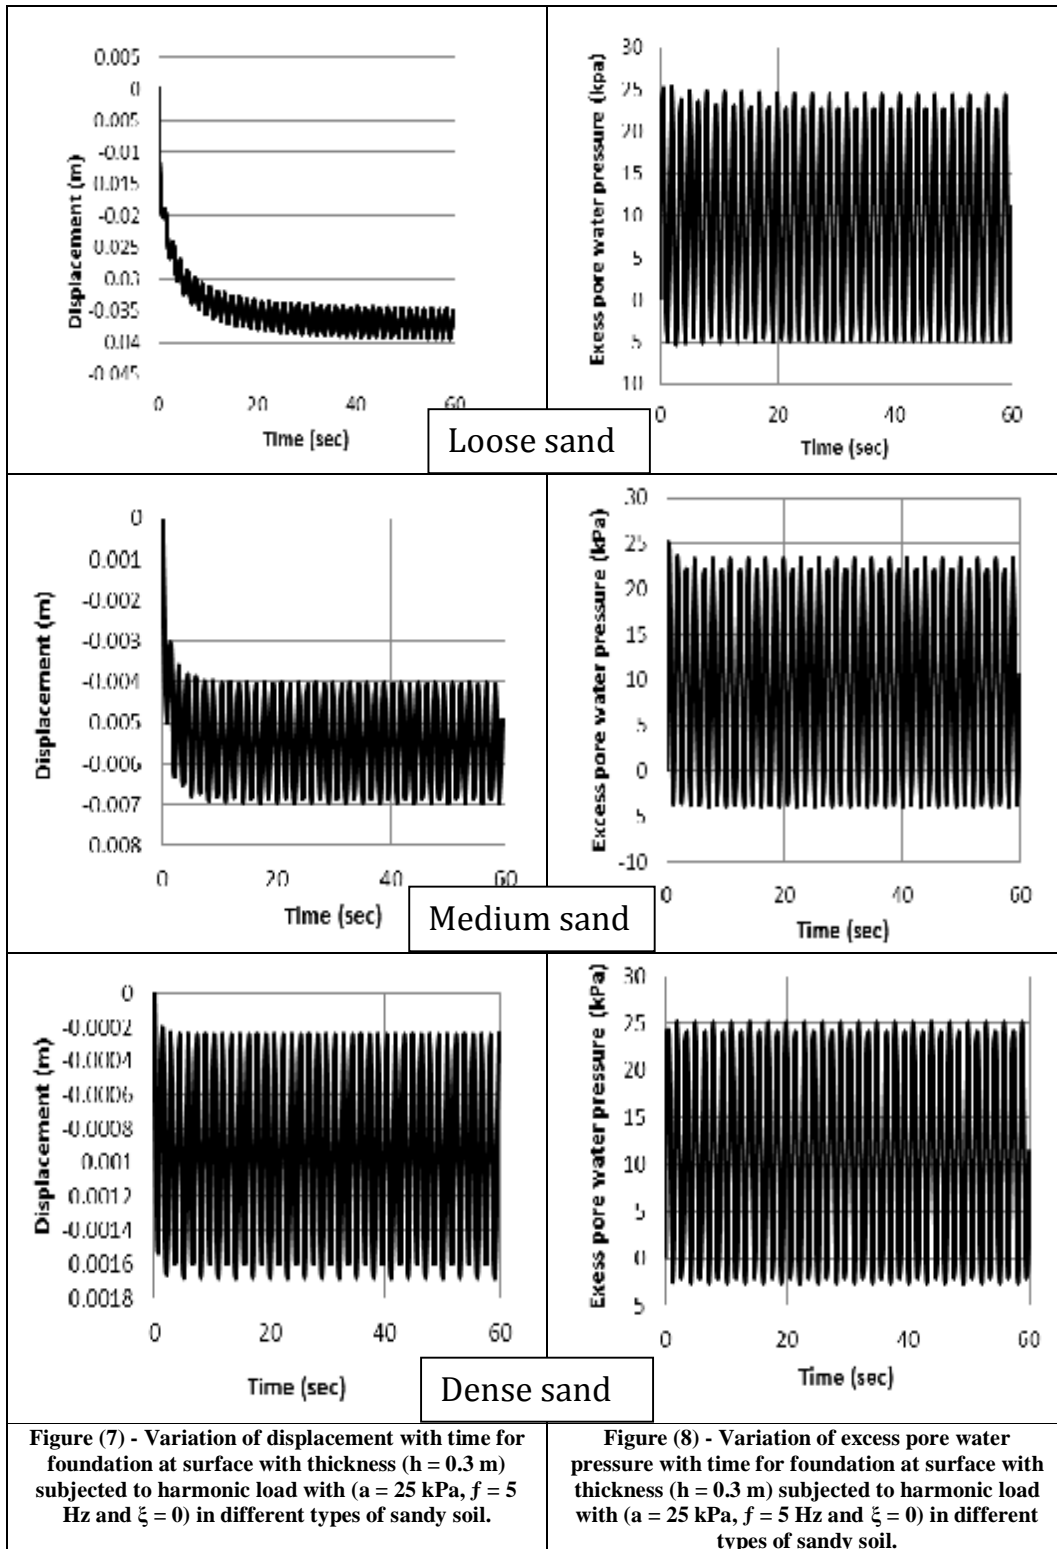 0.005
0
0.005
-0.01
0.015
-0.02
0.025
0.03
-0.035
0.04
-0.045
Displacement (m)
0 20 40 60
Time (sec)
30
25
20
15
10
5
0
5
10
Exess pore water pressure (kpa)
0 20 40 60
Time (sec)
Loose sand
0
0.001
-0.002
-0.003
-0.004
0.005
-0.006
-0.007
0.008
Displacement (m)
0 20 40 60
Time (sec)
30
25
20
15
10
5
0
5
-10
Excess pore water pressure (kPa)
0 20 40 60
Time (sec)
Medium sand
0
-0.0002
-0.0004
-0.0006
-0.0008
0.001
0.0012
-0.0014
0.0016
0.0018
Displacement (m)
0 20 40 60
Time (sec)
30
25
20
15
10
5
0
5
Exess pore water pressure (kPa)
0 20 40 60
Time (sec)
Dense sand
Figure (7) - Variation of displacement with time for
foundation at surface with thickness (h = 0.3 m)
subjected to harmonic load with (a = 25 kPa, ƒ = 5
Hz and ξ = 0) in different types of sandy soil.
Figure (8) - Variation of excess pore water
pressure with time for foundation at surface with
thickness (h = 0.3 m) subjected to harmonic load
with (a = 25 kPa, ƒ = 5 Hz and ξ = 0) in different
types of sandy soil.